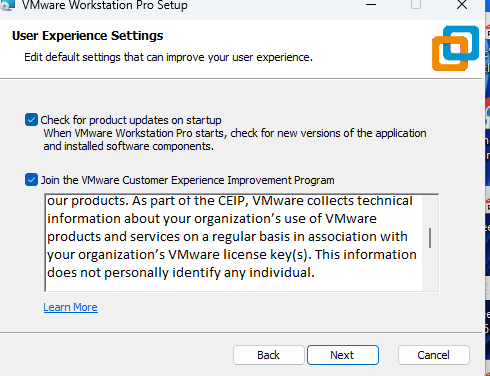 VMware Workstation Pro Setup
User Experience Settings
Edit default settings that can improve your user experience.
Check for product updates on startup
When VMware Workstation Pro starts, check for new versions of the application
and installed software components.
Join the VMware Customer Experience Improvement Program
our products. As part of the CEIP, VMware collects technical
information about your organization’s use of VMware
products and services on a regular basis in association with
your organization’s VMware license key(s). This information
does not personally identify any individual.
Learn More
Back
Next
Cancel